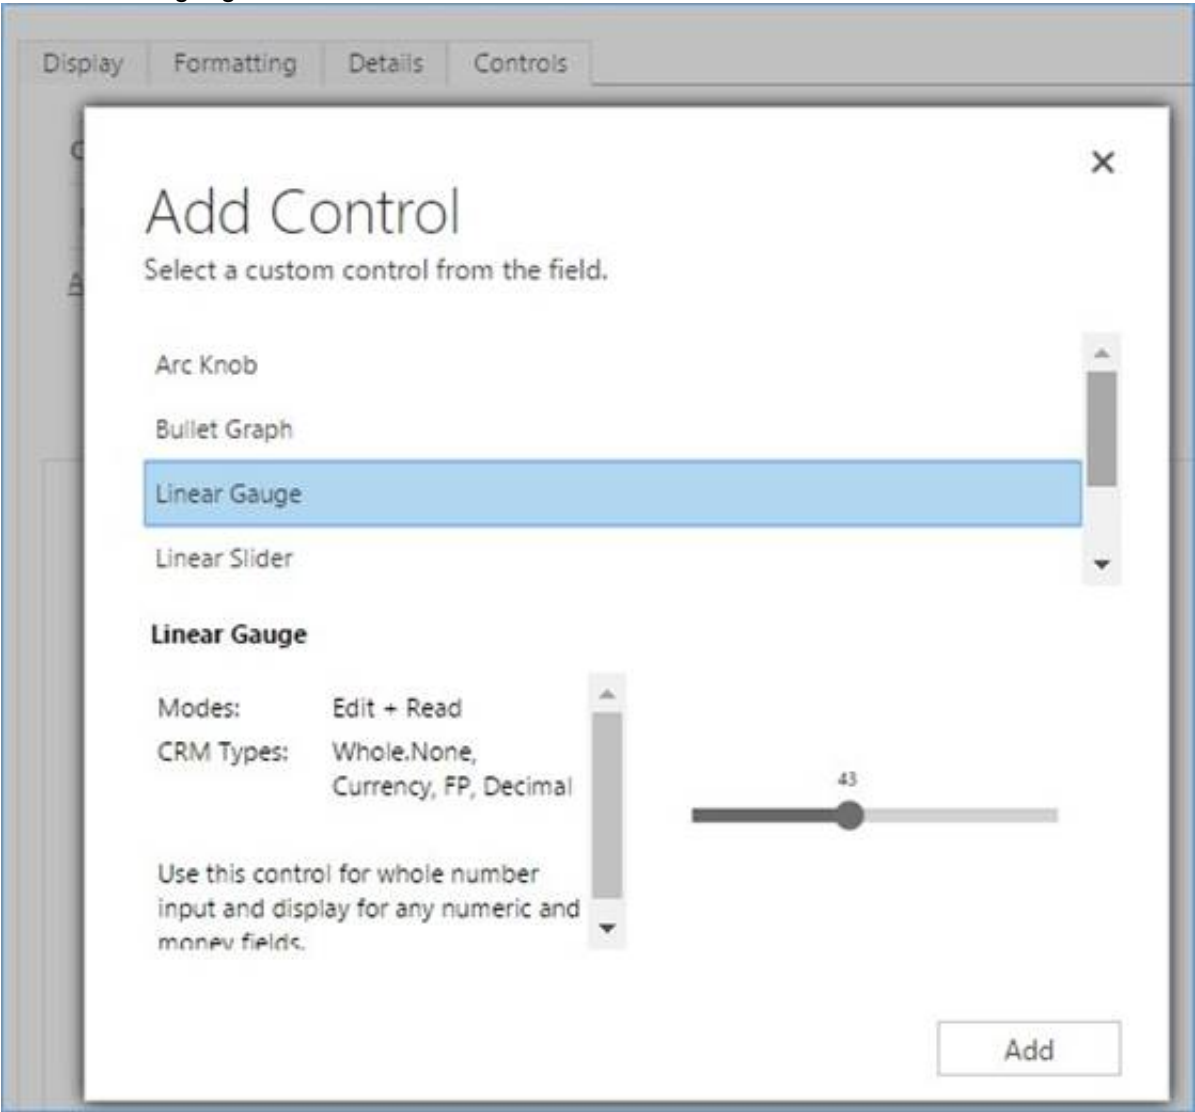 Display Formatting Details Controls
Add Control
Select a custom control from the field.
Arc Knob
Bullet Graph
Linear Gauge
Linear Slider
Linear Gauge
Modes: Edit + Read
CRM Types: Whole.None,
Currency, FP, Decimal
43
Use this control for whole number
input and display for any numeric and
money fields.
Add